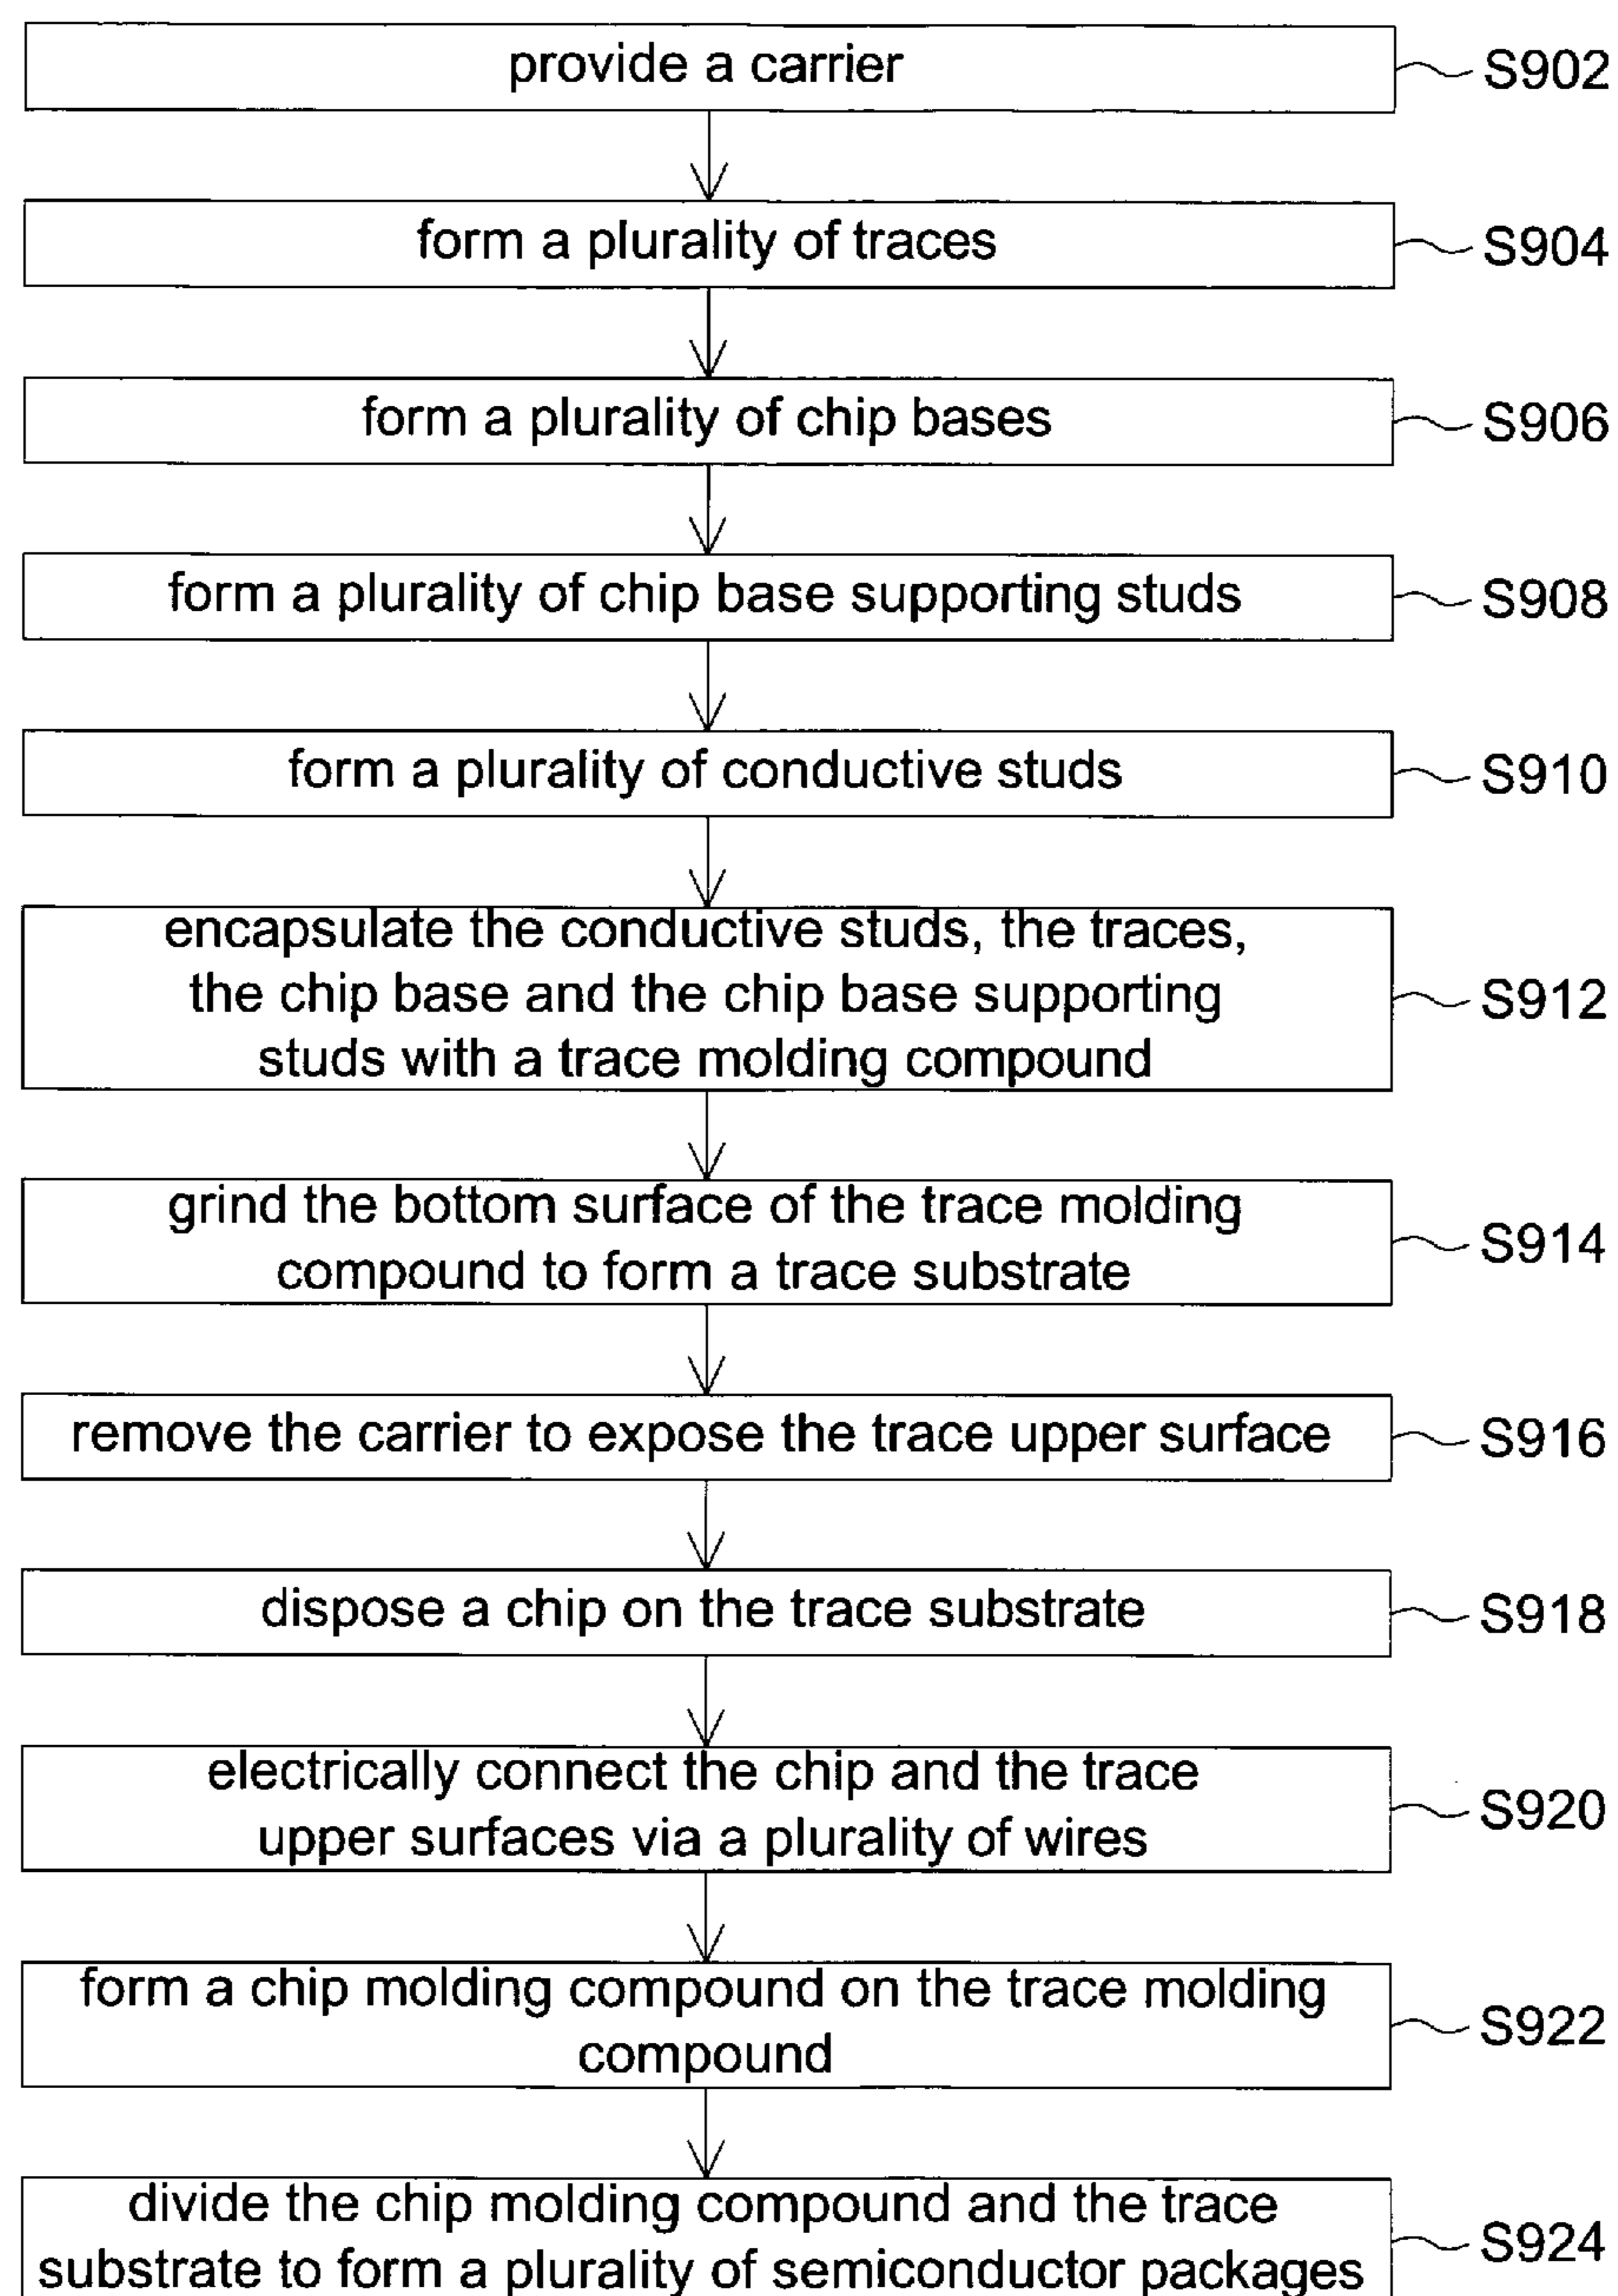 provide a carrier
S902
form a plurality of traces
S904
form a plurality of chip bases
S906
form a plurality of chip base supporting studs
S908
form a plurality of conductive studs
S910
encapsulate the conductive studs, the traces,
the chip base and the chip base supporting
studs with a trace molding compound
S912
grind the bottom surface of the trace molding
compound to form a trace substrate
S914
remove the carrier to expose the trace upper surface
S916
dispose a chip on the trace substrate
S918
electrically connect the chip and the trace
upper surfaces via a plurality of wires
S920
form a chip molding compound on the trace molding
compound
S922
divide the chip molding compound and the trace
substrate to form a plurality of semiconductor packages
S924